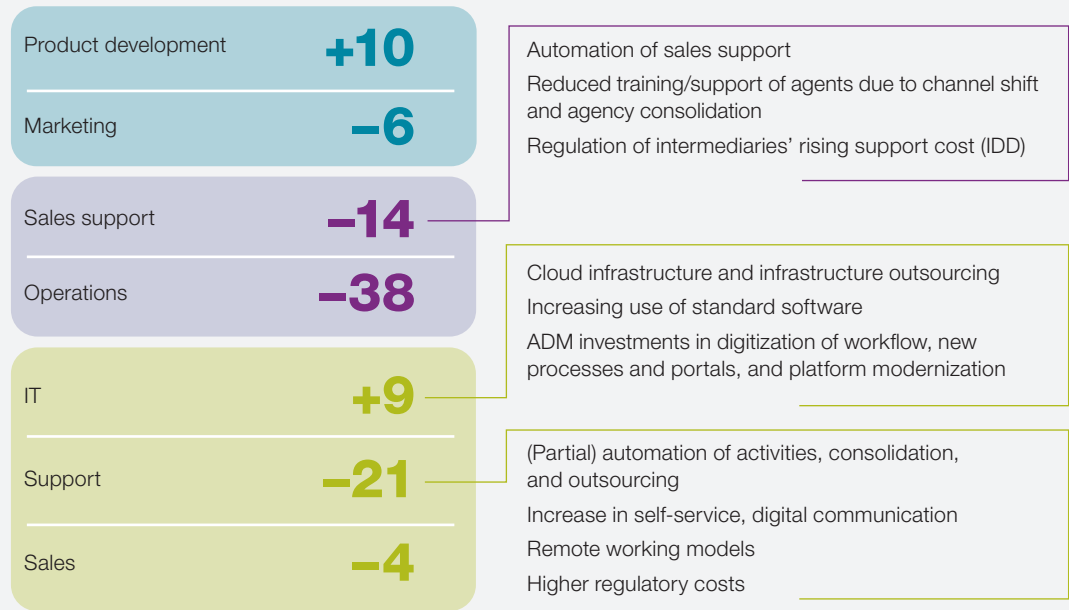 Product development
+10
Marketing
–6
Sales support
–14
Operations
–38
IT
+9
Support
–21
Sales
–4
Automation of sales support
Reduced training/support of agents due to channel shift
and agency consolidation
Regulation of intermediaries’ rising support cost (IDD)
Cloud infrastructure and infrastructure outsourcing
Increasing use of standard software
ADM investments in digitization of workflow, new
processes and portals, and platform modernization
(Partial) automation of activities, consolidation,
and outsourcing
Increase in self-service, digital communication
Remote working models
Higher regulatory costs